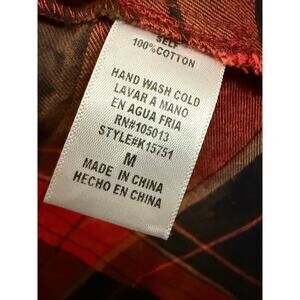 SELF
100%COTTON
HAND WASH COLD
LAVAR A MANO
EN AGUA FRIA
RN#105013
STYLE#K15751
M
MADE IN CHINA
HECHO EN CHINA